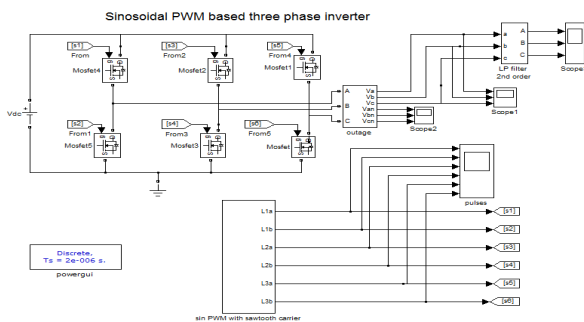 Sinosoidal PWM based three phase inverter
[s1]
From
Mosfet4
[s3]
From2
Mosfet2
[s5]
From4
Mosfet1
Vdc
+
[s2]
From1
Mosfet5
[s4]
From3
Mosfet3
[s6]
From5
Mosfet
A
B
C
Va
Vb
Vc
Van
Vbn
Vcn
outage
a
b
c
A
B
C
LP filter
2nd order
Scope
Scope1
Scope2
pulses
L1a
L1b
L2a
L2b
L3a
L3b
[s1]
[s2]
[s3]
[s4]
[s5]
[s6]
Discrete,
Ts = 2e-006 s.
powergui
sin PWM with sawtooth carrier